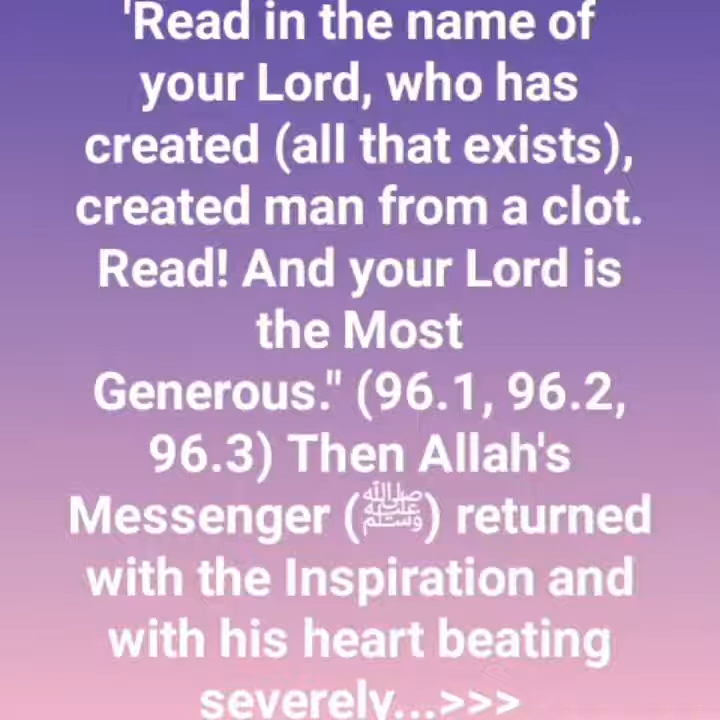 'Read in the name of
your Lord, who has
created (all that exists),
created man from a clot.
Read! And your Lord is
the Most
Generous." (96.1, 96.2,
96.3) Then Allah's
Messenger (ﷺ) returned
with the Inspiration and
with his heart beating
severely...>>>